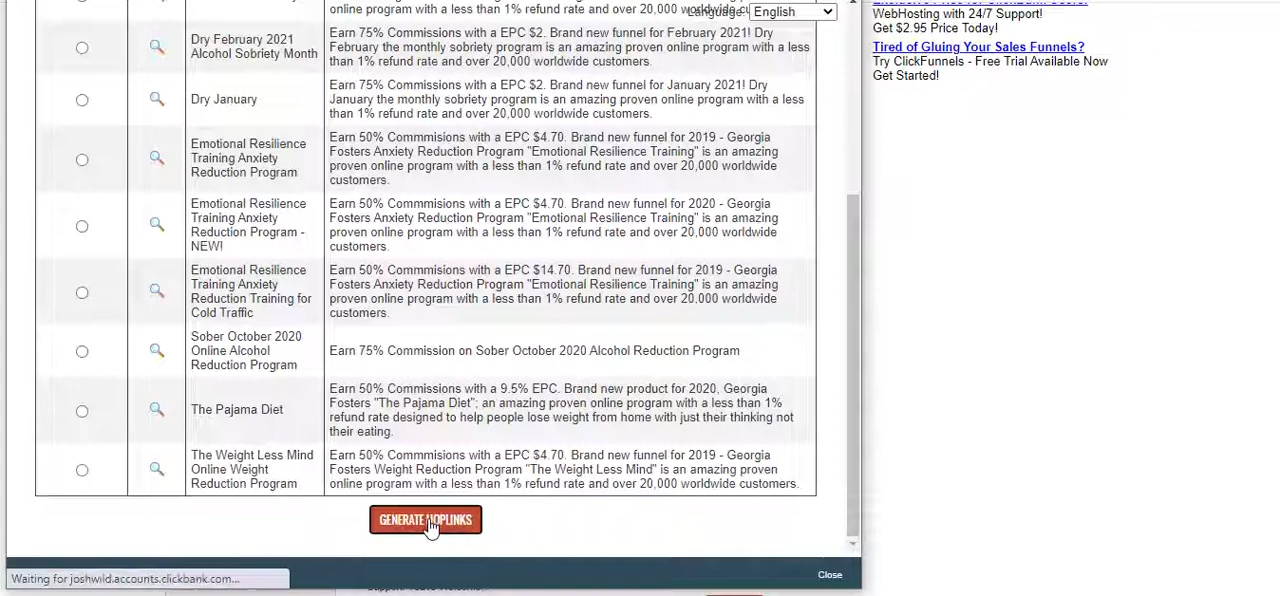 online program with a less than 1% refund rate and over 20,000 worldwide
Language: English
Dry February 2021
Alcohol Sobriety Month
Earn 75% Commissions with a EPC $2. Brand new funnel for February 2021! Dry
February the monthly sobriety program is an amazing proven online program with a less
than 1% refund rate and over 20,000 worldwide customers.
Dry January
Earn 75% Commissions with a EPC $2. Brand new funnel for January 2021! Dry
January the monthly sobriety program is an amazing proven online program with a less
than 1% refund rate and over 20,000 worldwide customers.
Emotional Resilience
Training Anxiety
Reduction Program
Earn 50% Commmisions with a EPC $4.70. Brand new funnel for 2019 - Georgia
Fosters Anxiety Reduction Program "Emotional Resilience Training" is an amazing
proven online program with a less than 1% refund rate and over 20,000 worldwide
customers.
Emotional Resilience
Training Anxiety
Reduction Program -
NEW!
Earn 50% Commmisions with a EPC $4.70. Brand new funnel for 2020 - Georgia
Fosters Anxiety Reduction Program "Emotional Resilience Training" is an amazing
proven online program with a less than 1% refund rate and over 20,000 worldwide
customers.
Emotional Resilience
Training Anxiety
Reduction Training for
Cold Traffic
Earn 50% Commmisions with a EPC $14.70. Brand new funnel for 2019 - Georgia
Fosters Anxiety Reduction Program "Emotional Resilience Training" is an amazing
proven online program with a less than 1% refund rate and over 20,000 worldwide
customers.
Sober October 2020
Online Alcohol
Reduction Program
Earn 75% Commission on Sober October 2020 Alcohol Reduction Program
The Pajama Diet
Earn 50% Commissions with a 9.5% EPC. Brand new product for 2020, Georgia
Fosters "The Pajama Diet"; an amazing proven online program with a less than 1%
refund rate designed to help people lose weight from home with just their thinking not
their eating.
The Weight Less Mind
Online Weight
Reduction Program
Earn 50% Commmisions with a EPC $4.70. Brand new funnel for 2019 - Georgia
Fosters Weight Reduction Program "The Weight Less Mind" is an amazing proven
online program with a less than 1% refund rate and over 20,000 worldwide customers.
GENERATE HOPLINKS
Close
Waiting for joshwild.accounts.clickbank.com...
WebHosting with 24/7 Support!
Get $2.95 Price Today!
Tired of Gluing Your Sales Funnels?
Try ClickFunnels - Free Trial Available Now
Get Started!